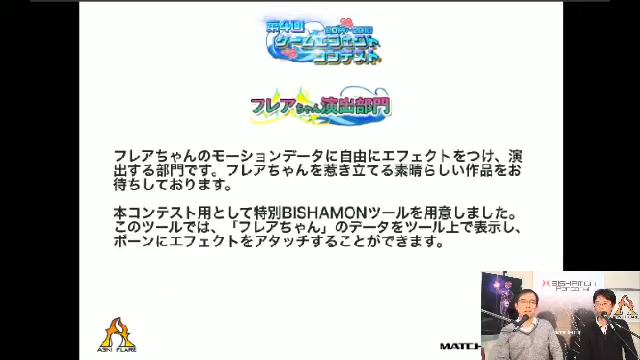 第4回
ゲームエフェクト
コンテスト
フレアちゃん演出部門
フレアちゃんのモーションデータに自由にエフェクトをつけ、演
出する部門です。フレアちゃんを惹き立てる素晴らしい作品をお
待ちしております。
本コンテスト用として特別BISHAMONツールを用意しました。
このツールでは、「フレアちゃん」のデータをツール上で表示し、
ボーンにエフェクトをアタッチすることができます。
BISHAMON
Personal
AGNI FLARE
MATCH